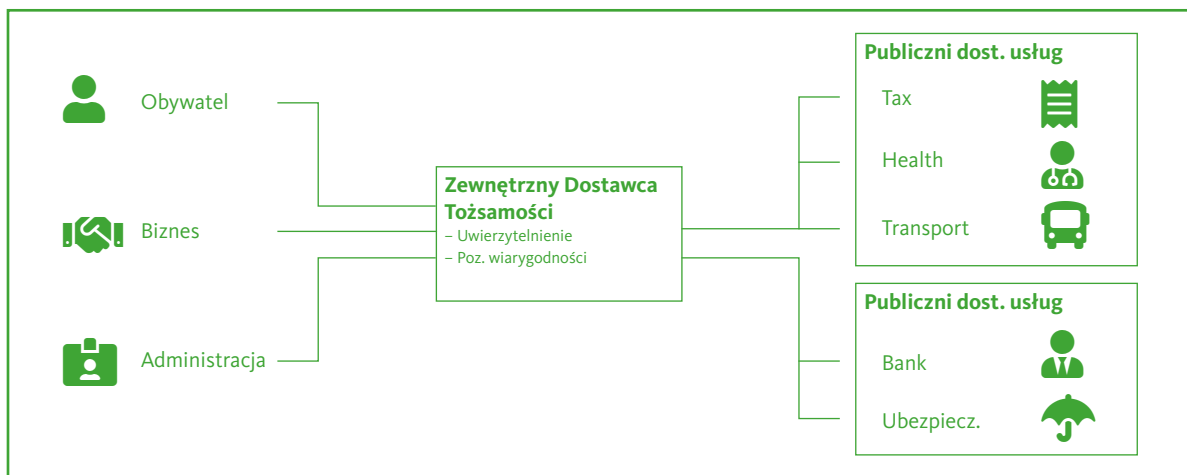 Obywatel
Biznes
Administracja
Zewnętrzny Dostawca
Tożsamości
– Uwierzytelnienie
– Poz. wiarygodności
Publiczni dost. usług
Tax
Health
Transport
Publiczni dost. usług
Bank
Ubezpiecz.